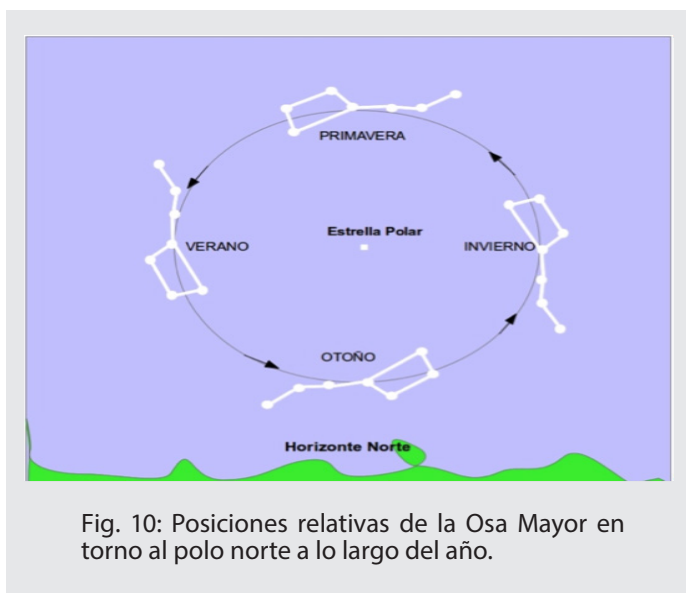 PRIMAVERA
Estrella Polar
VERANO
INVIERNO
OTOÑO
Horizonte Norte
Fig. 10: Posiciones relativas de la Osa Mayor en
torno al polo norte a lo largo del año.